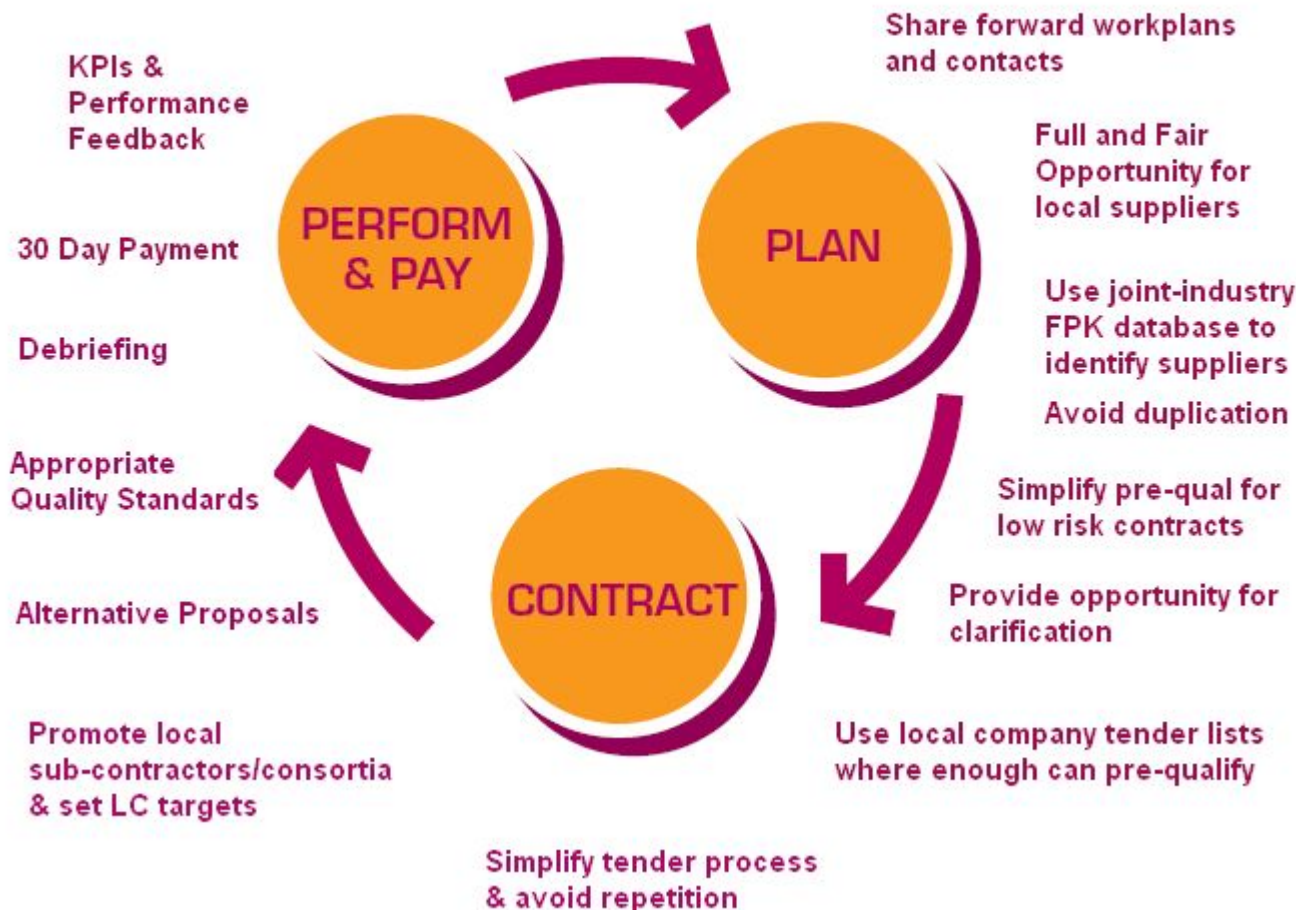 Share forward workplans
and contacts
KPIs &
Performance
Feedback
Full and Fair
Opportunity for
local suppliers
PERFORM
& PAY
PLAN
30 Day Payment
Use joint-industry
FPK database to
identify suppliers
Debriefing
Avoid duplication
Appropriate
Quality Standards
Simplify pre-qual for
low risk contracts
CONTRACT
Alternative Proposals
Provide opportunity for
clarification
Promote local
sub-contractors/consortia
& set LC targets
Use local company tender lists
where enough can pre-qualify
Simplify tender process
& avoid repetition